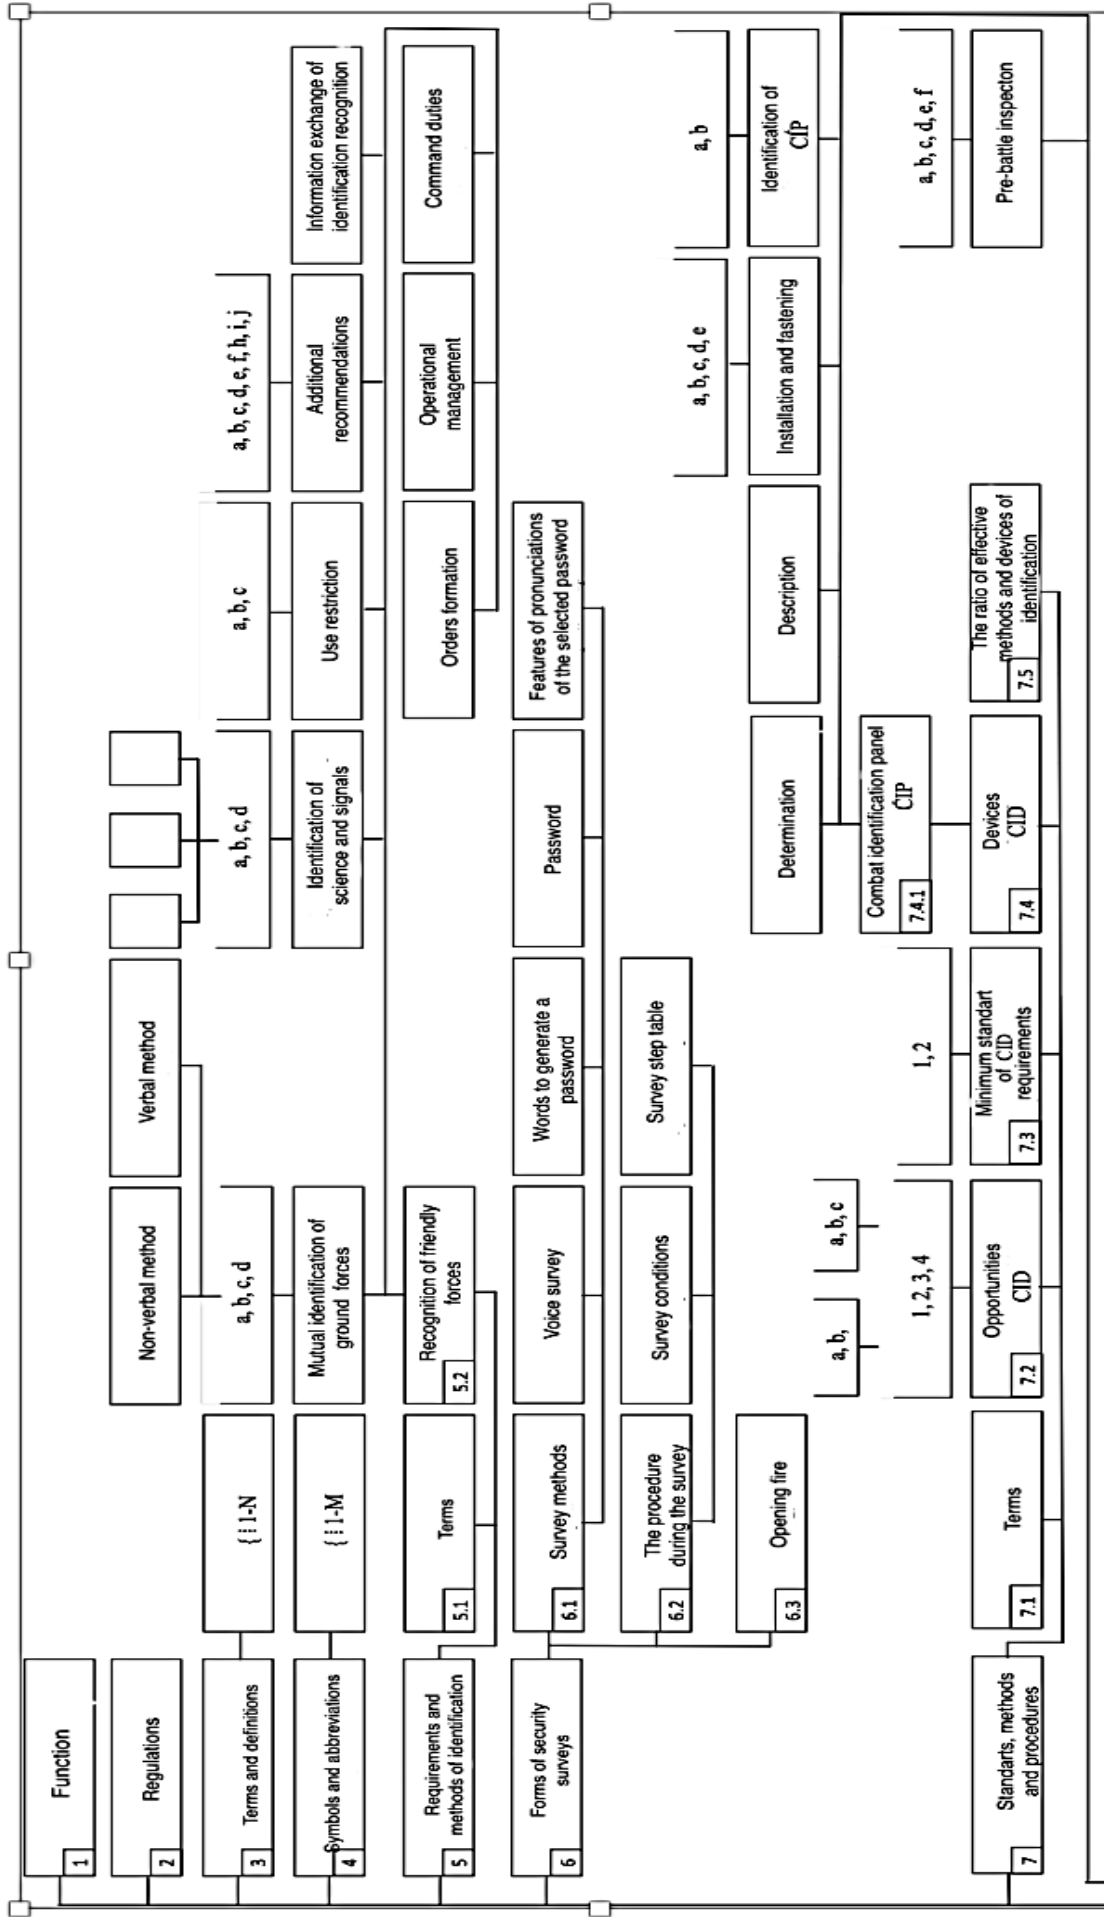 Function
1
Regulations
2
Terms and definitions
3
{⁝⁝1-N
Symbols and abbreviations
4
{⁝⁝1-M
Non-verbal method
Verbal method
a, b, c, d
a, b, c, d
a, b, c
a, b, c, d, e, f, h, i, j
Mutual identification of
ground forces
Identification of
science and signals
Use restriction
Additional
recommendations
Information exchange of
identification recognition
Requirements and
methods of identification
5
Terms
5.1
Recognition of friendly
forces
5.2
Orders formation
Operational
management
Command duties
Forms of security
surveys
6
Survey methods
6.1
Voice survey
Words to generate a
password
Password
Features of pronunciations
of the selected password
The procedure
during the survey
6.2
Survey conditions
Survey step table
Opening fire
6.3
a, b, c, d, e
a, b
Determination
Description
Installation and fastening
Identification of
CIP
a, b,
a, b, c
Combat identification panel
CIP
7.4.1
1, 2, 3, 4
1, 2
a, b, c, d, e, f
Standarts, methods
and procedures
7
Terms
7.1
Opportunities
CID
7.2
Minimum standart
of CID
requirements
7.3
Devices
CID
7.4
The ratio of effective
methods and devices of
identification
7.5
Pre-battle inspecton